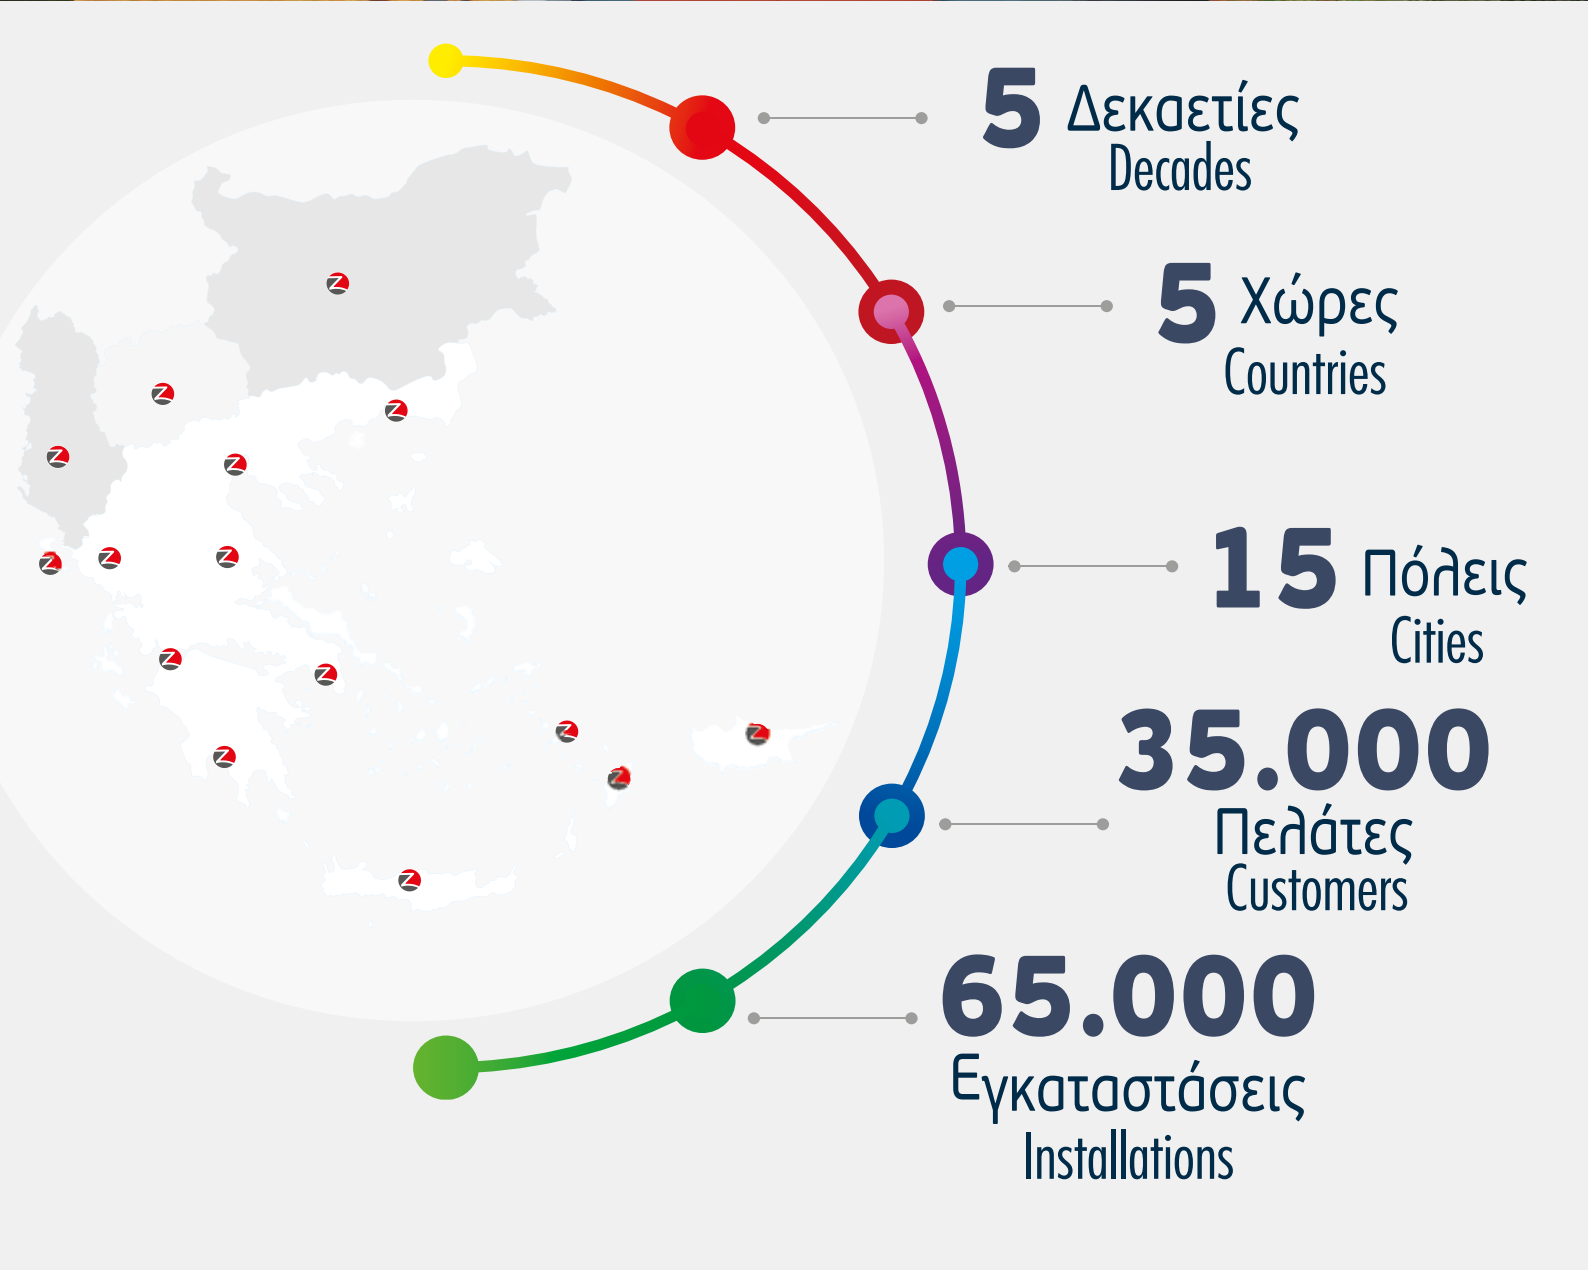 5 Δεκαετίες
Decades
5 Χώρες
Countries
15 Πόλεις
Cities
35.000
Πελάτες
Customers
65.000
Εγκαταστάσεις
Installations